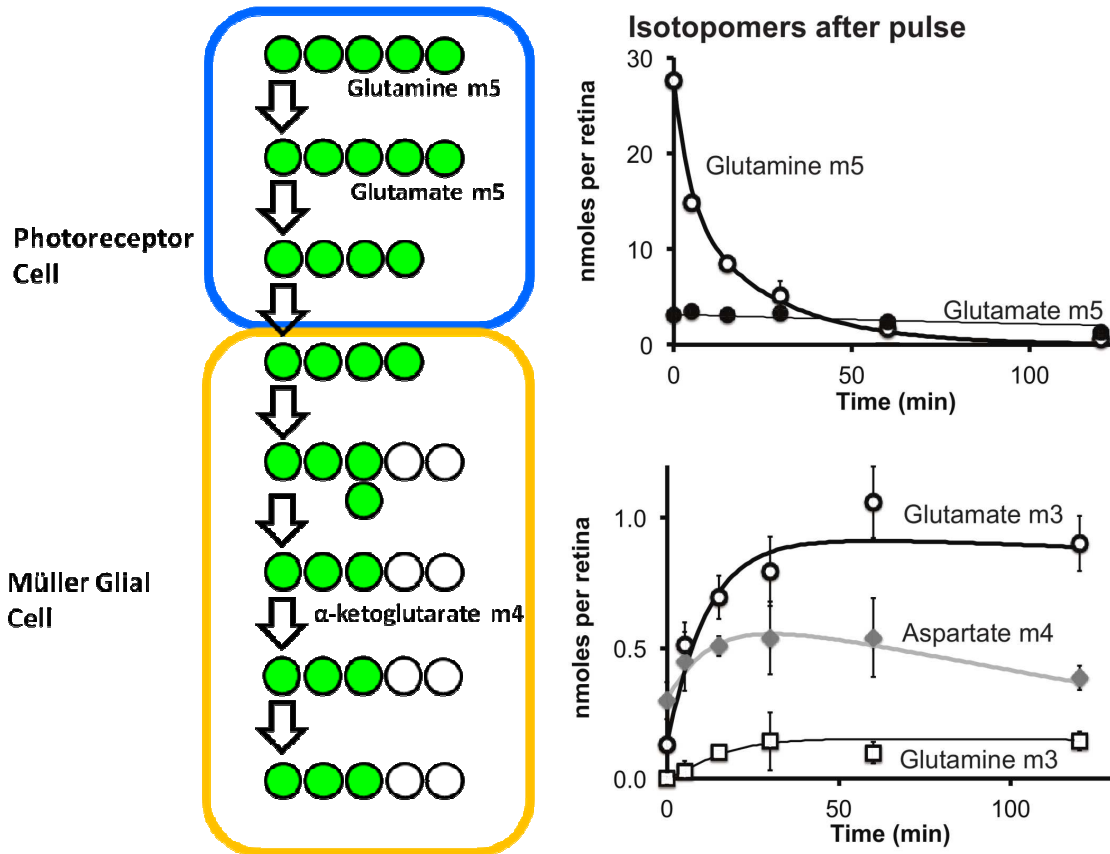 Glutamine m5
Glutamate m5
Photoreceptor
Cell
Müller Glial
Cell
α-ketoglutarate m4
Isotopomers after pulse
nmoles per retina
30
20
10
0
Glutamine m5
Glutamate m5
0
50
100
Time (min)
nmoles per retina
1.0
0.5
0.0
Glutamate m3
Aspartate m4
Glutamine m3
0
50
100
Time (min)